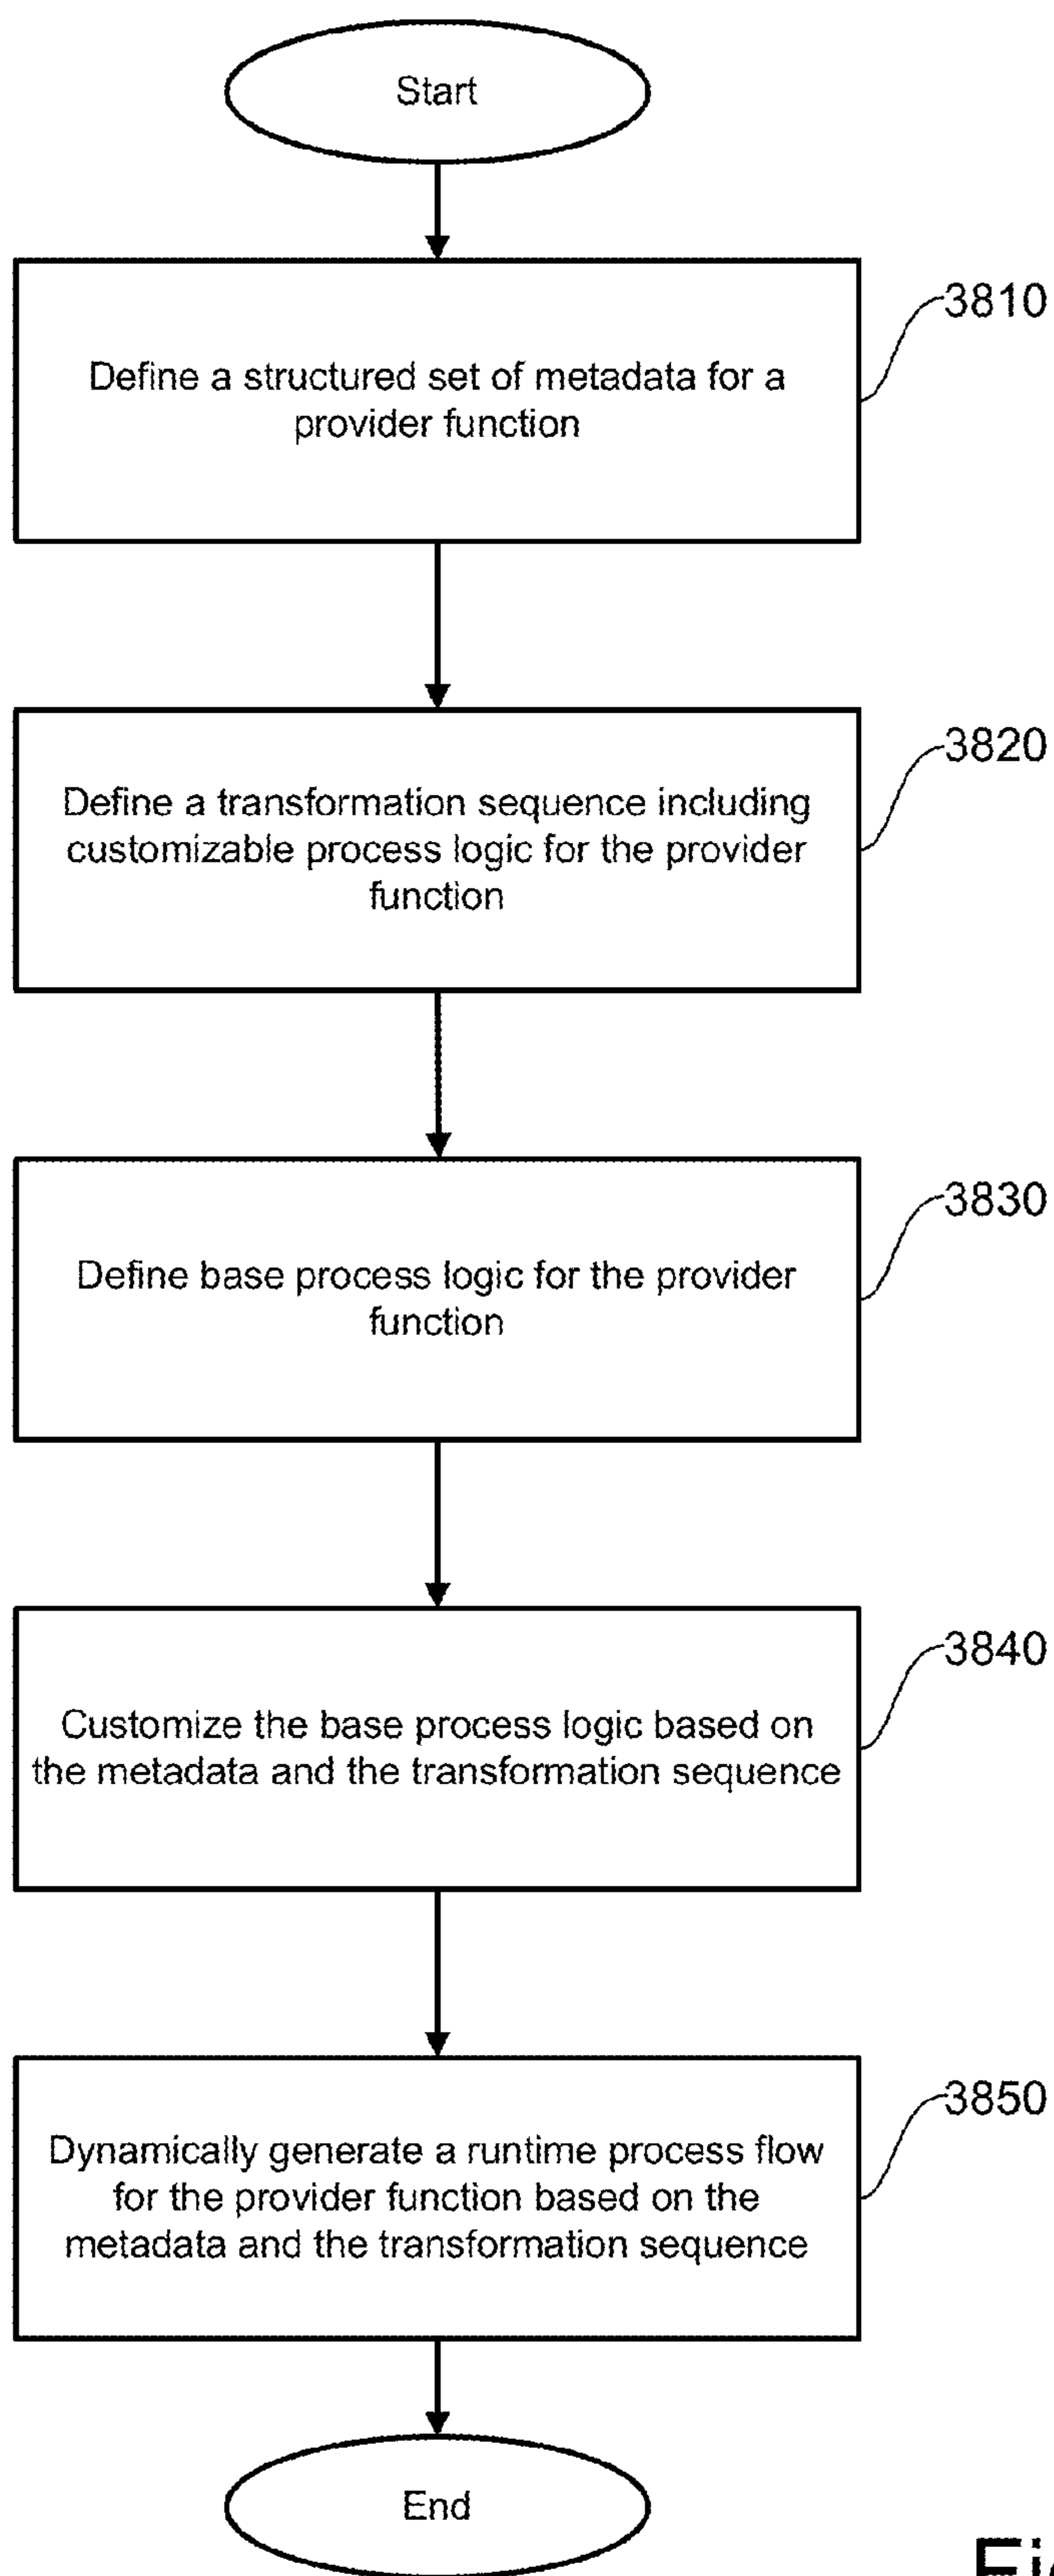 Start
3810
Define a structured set of metadata for a
provider function
3820
Define a transformation sequence including
customizable process logic for the provider
function
3830
Define base process logic for the provider
function
3840
Customize the base process logic based on
the metadata and the transformation sequence
3850
Dynamically generate a runtime process flow
for the provider function based on the
metadata and the transformation sequence
End